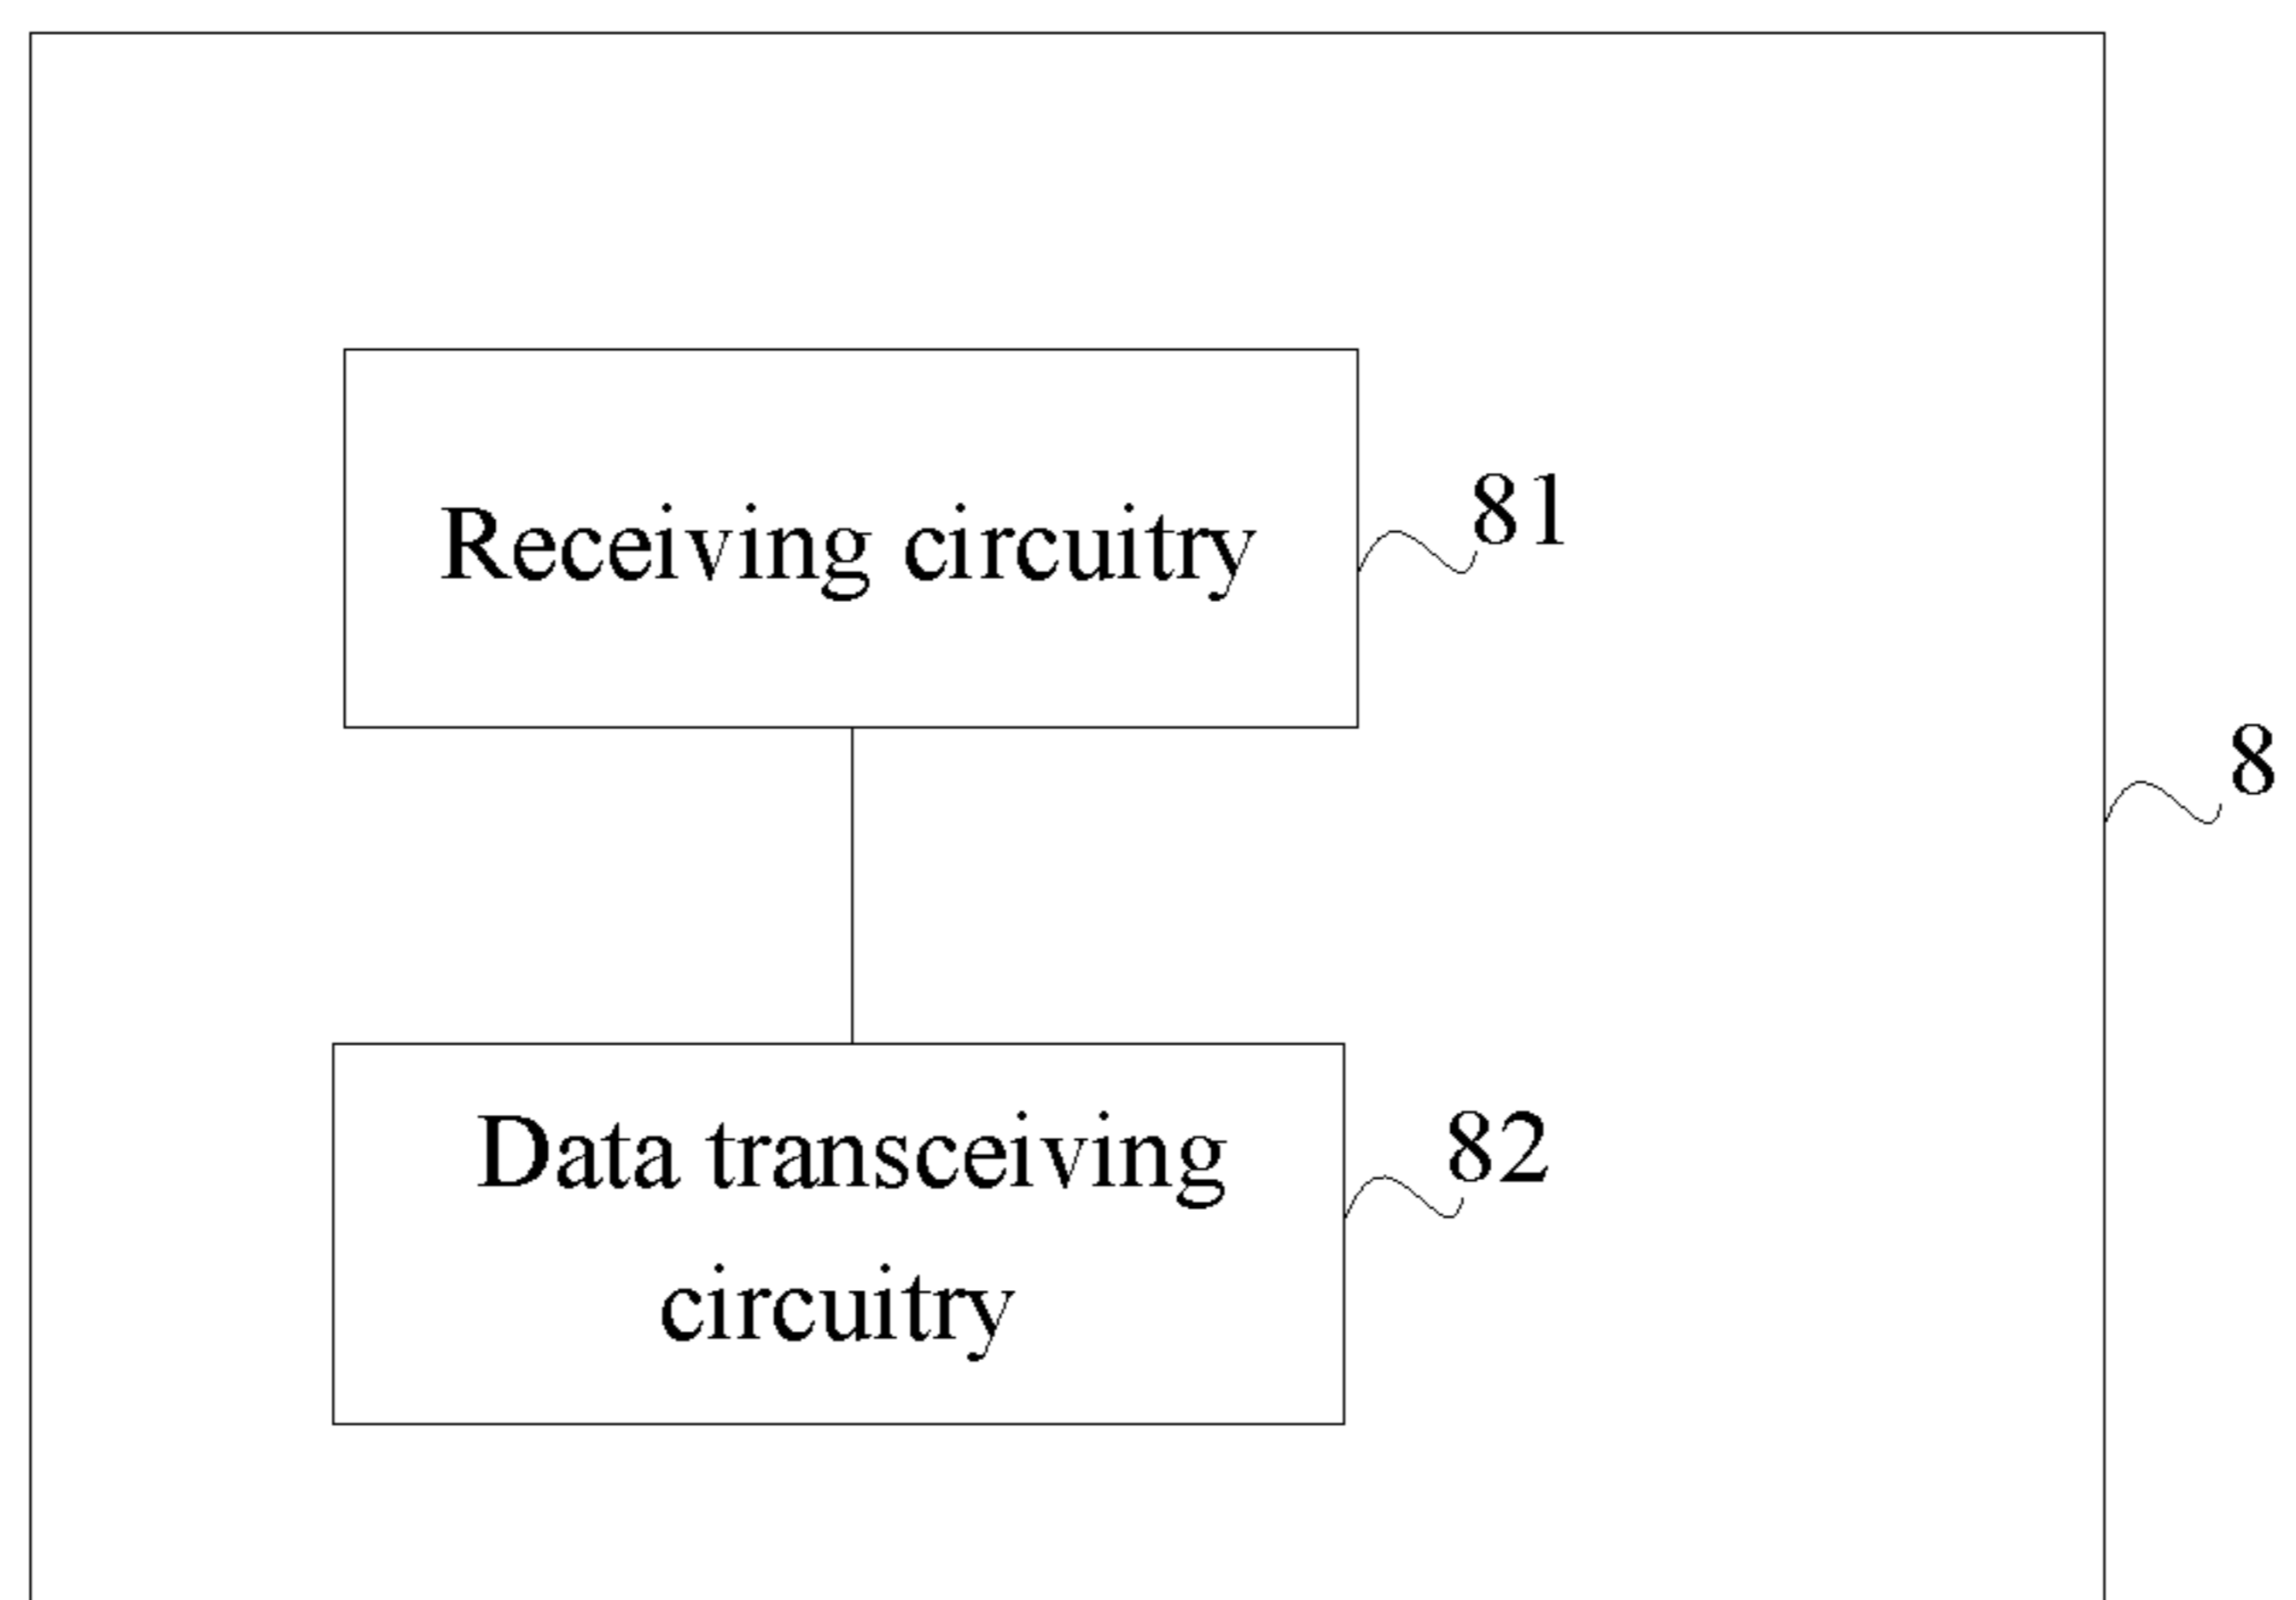 Receiving circuitry
81
8
Data transceiving
circuitry
82